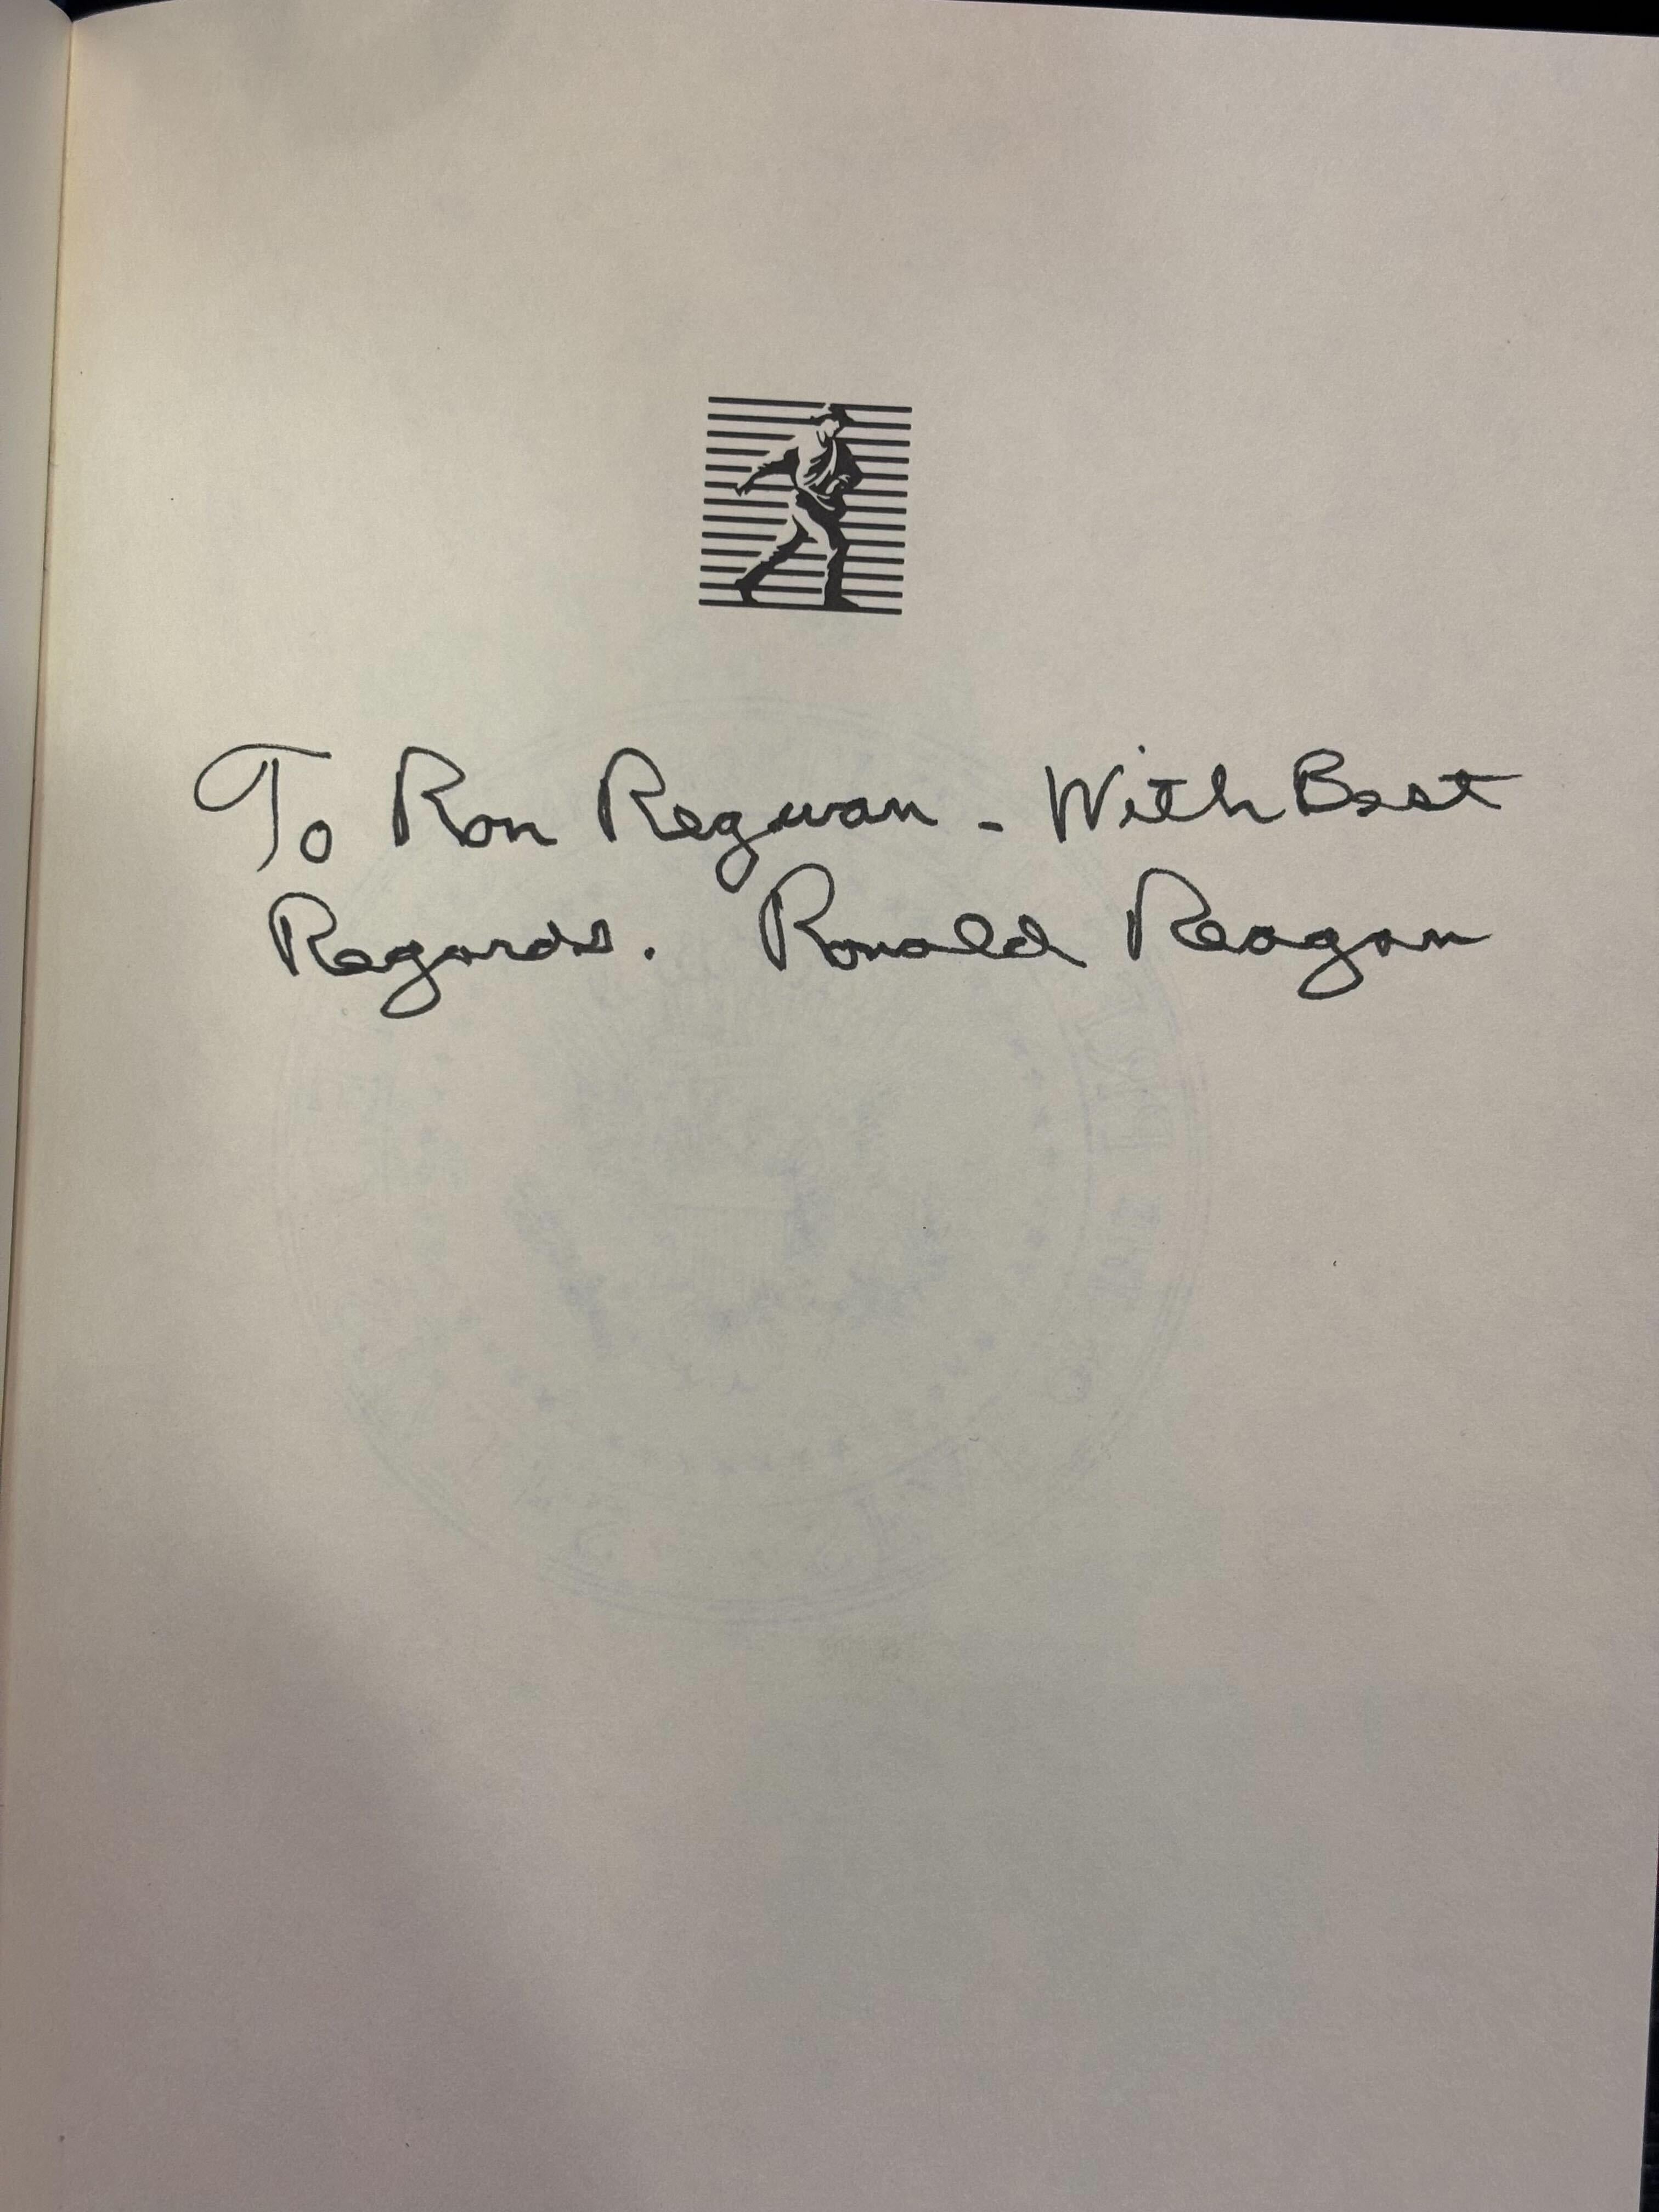 To Ron Regwan - With Best
Regards. Ronald Reagan